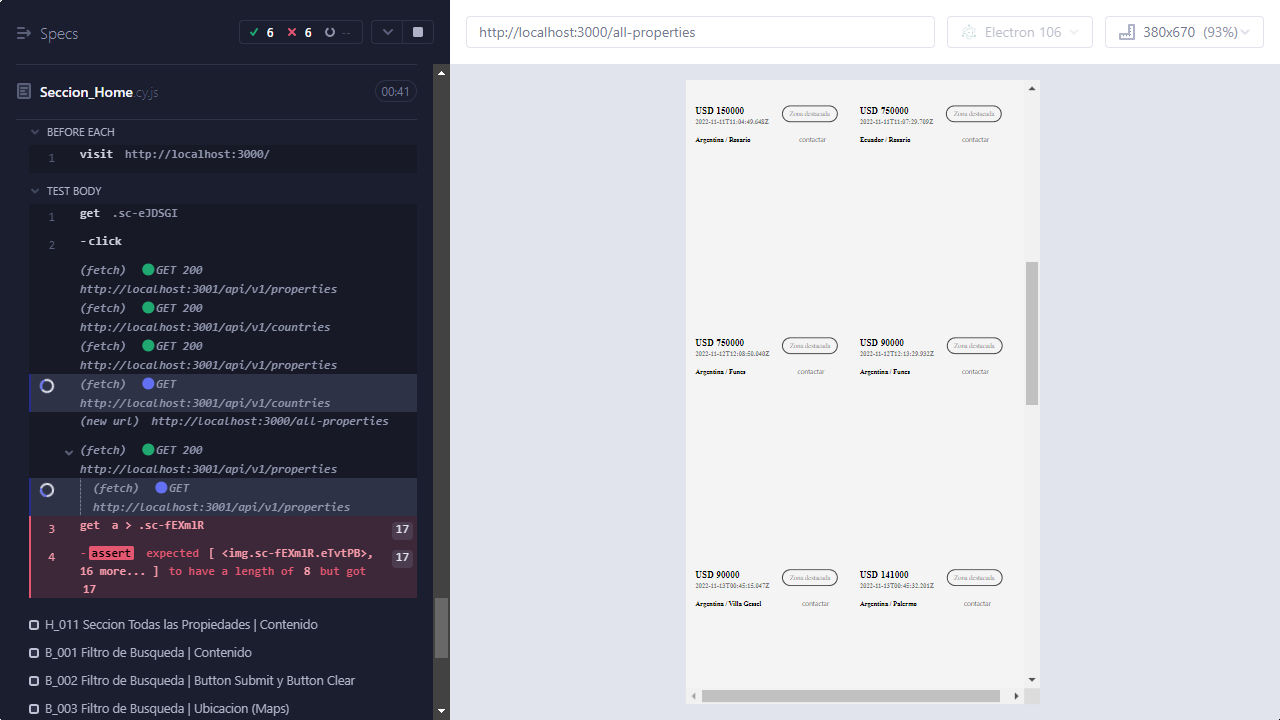 Specs
6 6 --
Seccion_Home.cy.js 00:41
BEFORE EACH
1 visit http://localhost:3000/
TEST BODY
1 get .sc-eJDSGI
2 -click
(fetch) GET 200
http://localhost:3001/api/v1/properties
(fetch) GET 200
http://localhost:3001/api/v1/countries
(fetch) GET 200
http://localhost:3001/api/v1/properties
(fetch) GET
http://localhost:3001/api/v1/countries
(new url) http://localhost:3000/all-properties
(fetch) GET 200
http://localhost:3001/api/v1/properties
(fetch) GET
http://localhost:3001/api/v1/properties
3 get a > .sc-fEXmlR 17
4 -assert expected [ <img.sc-fEXmlR.eTvtPB>, 17
16 more... ] to have a length of 8 but got
17
H_011 Seccion Todas las Propiedades | Contenido
B_001 Filtro de Busqueda | Contenido
B_002 Filtro de Busqueda | Button Submit y Button Clear
B_003 Filtro de Busqueda | Ubicacion (Maps)
http://localhost:3000/all-properties
Electron 106
380x670 (93%)
USD 150000 Zona destacada USD 750000 Zona destacada
2022-11-11T11:04:49.648Z 2022-11-11T11:07:29.789Z
Argentina / Rosario contactar Ecuador / Rosario contactar
USD 750000 Zona destacada USD 90000 Zona destacada
2022-11-12T12:08:50.040Z 2022-11-12T12:13:29.932Z
Argentina / Funes contactar Argentina / Funes contactar
USD 90000 Zona destacada USD 141000 Zona destacada
2022-11-13T00:45:15.047Z 2022-11-13T00:45:32.201Z
Argentina / Villa Gessel contactar Argentina / Palermo contactar